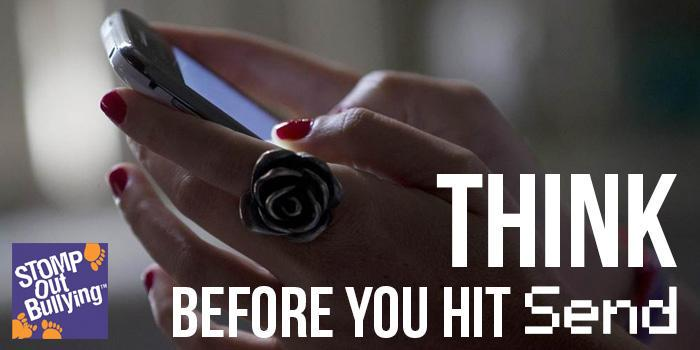 THINK
BEFORE YOU HIT Send
STOMP
Out
Bullying™